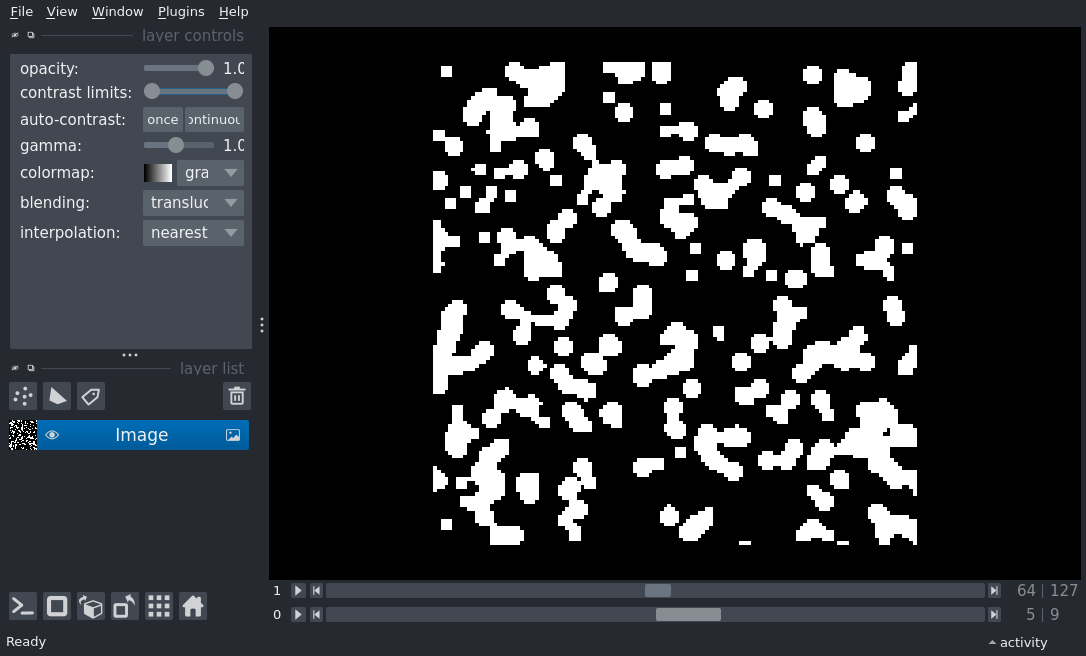 File View Window Plugins Help
layer controls
opacity: 1.0
contrast limits:
auto-contrast: once ontinuou
gamma: 1.0
colormap: gra
blending: transluc
interpolation: nearest
layer list
Image
1 64 | 127
0 5 | 9
Ready activity